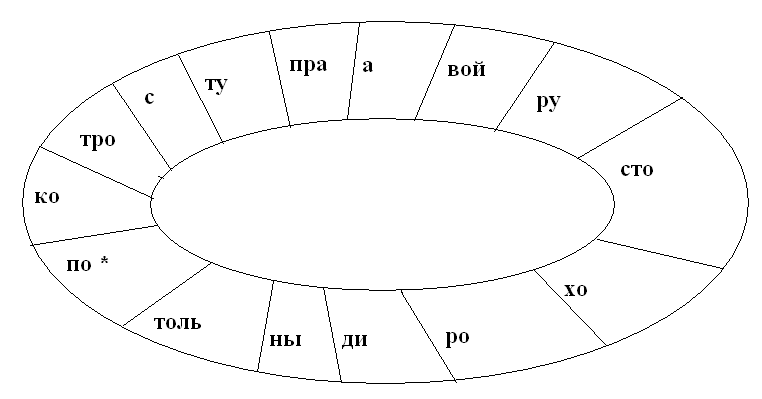 по *
ко
тро
с
ту
пра
а
вой
ру
сто
хо
ро
ди
ны
толь